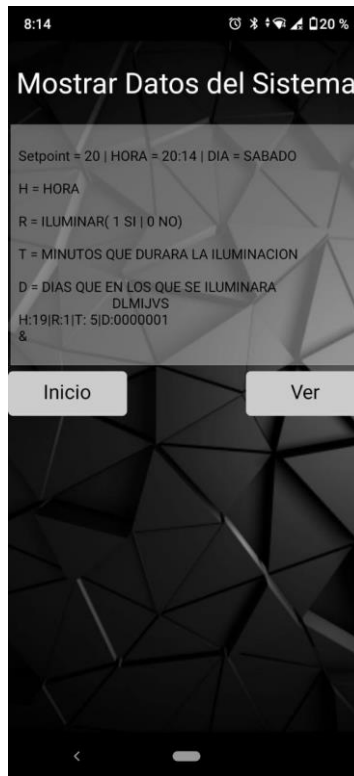 8:14
20 %
Mostrar Datos del Sistema
Setpoint = 20 | HORA = 20:14 | DIA = SABADO
H = HORA
R = ILUMINAR( 1 SI | 0 NO)
T = MINUTOS QUE DURARA LA ILUMINACION
D = DIAS QUE EN LOS QUE SE ILUMINARA
DLMIJVS
H:19|R:1|T: 5|D:0000001
&
Inicio
Ver